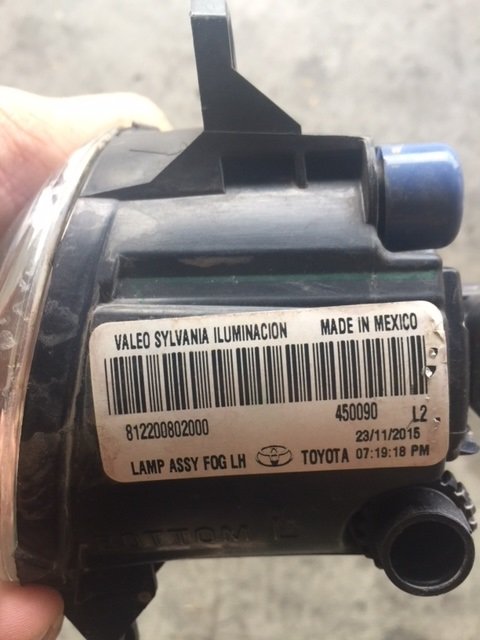 VALEO SYLVANIA ILUMINACION MADE IN MEXICO
812200802000 450090 L2
23/11/2015
LAMP ASSY FOG LH TOYOTA 07:19:18 PM
BOTTOM